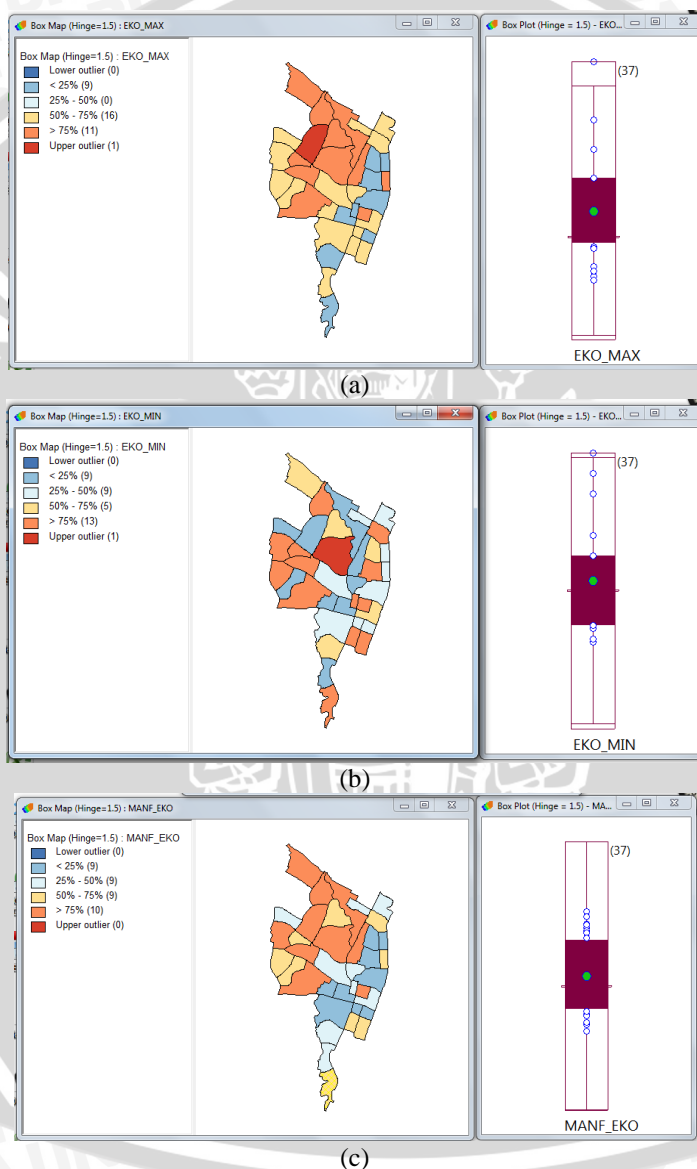 Box Map (Hinge=1.5) : EKO_MAX
Box Map (Hinge=1.5) : EKO_MAX
Lower outlier (0)
< 25% (9)
25% - 50% (0)
50% - 75% (16)
> 75% (11)
Upper outlier (1)
Box Plot (Hinge = 1.5) - EKO...
(37)
EKO_MAX
(a)
Box Map (Hinge=1.5) : EKO_MIN
Box Map (Hinge=1.5) : EKO_MIN
Lower outlier (0)
< 25% (9)
25% - 50% (9)
50% - 75% (5)
> 75% (13)
Upper outlier (1)
Box Plot (Hinge = 1.5) - EKO...
(37)
EKO_MIN
(b)
Box Map (Hinge=1.5) : MANF_EKO
Box Map (Hinge=1.5) : MANF_EKO
Lower outlier (0)
< 25% (9)
25% - 50% (9)
50% - 75% (9)
> 75% (10)
Upper outlier (0)
Box Plot (Hinge = 1.5) - MA...
(37)
MANF_EKO
(c)